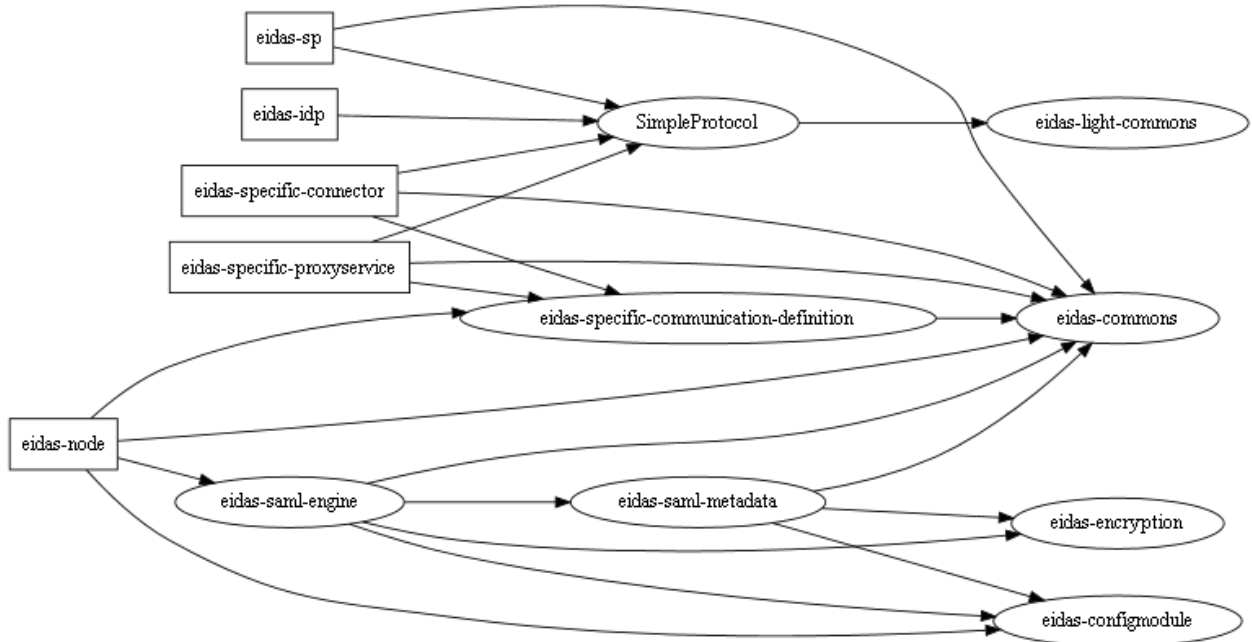 eidas-sp
eidas-idp
SimpleProtocol
eidas-light-commons
eidas-specific-connector
eidas-specific-proxyservice
eidas-specific-communication-definition
eidas-commons
eidas-node
eidas-saml-engine
eidas-saml-metadata
eidas-encryption
eidas-configmodule